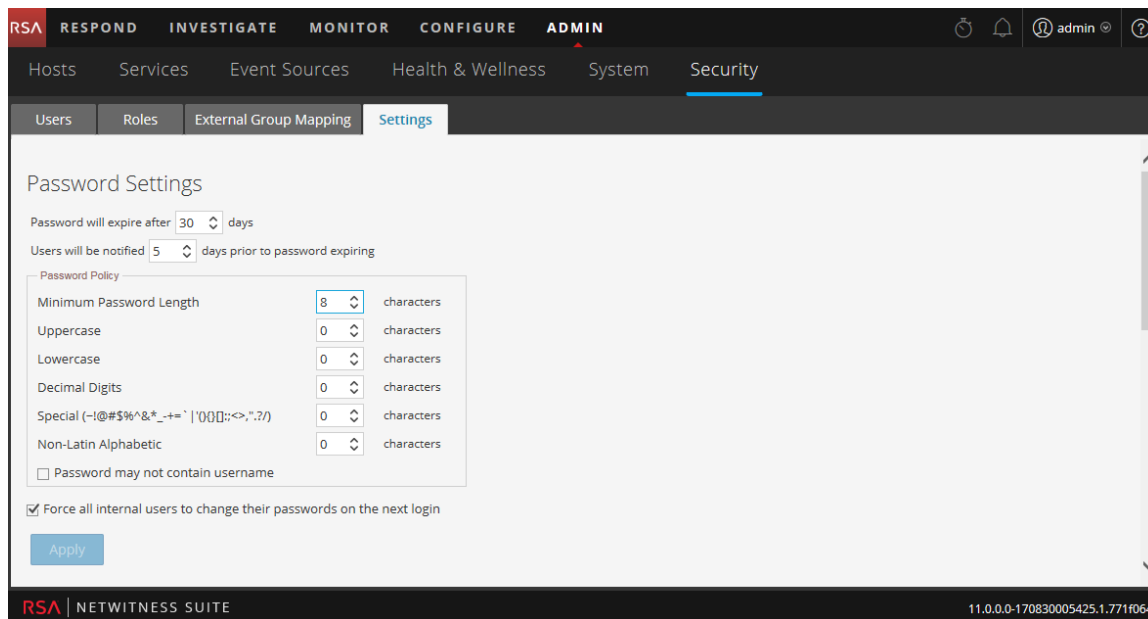 RSA RESPOND INVESTIGATE MONITOR CONFIGURE ADMIN admin
Hosts Services Event Sources Health & Wellness System Security
Users Roles External Group Mapping Settings
Password Settings
Password will expire after 30 days
Users will be notified 5 days prior to password expiring
Password Policy
Minimum Password Length 8 characters
Uppercase 0 characters
Lowercase 0 characters
Decimal Digits 0 characters
Special (~!@#$%^&*_-+=`|'(){}[]:;<>,".?/) 0 characters
Non-Latin Alphabetic 0 characters
Password may not contain username
Force all internal users to change their passwords on the next login
Apply
RSA | NETWITNESS SUITE 11.0.0.0-170830005425.1.771f064